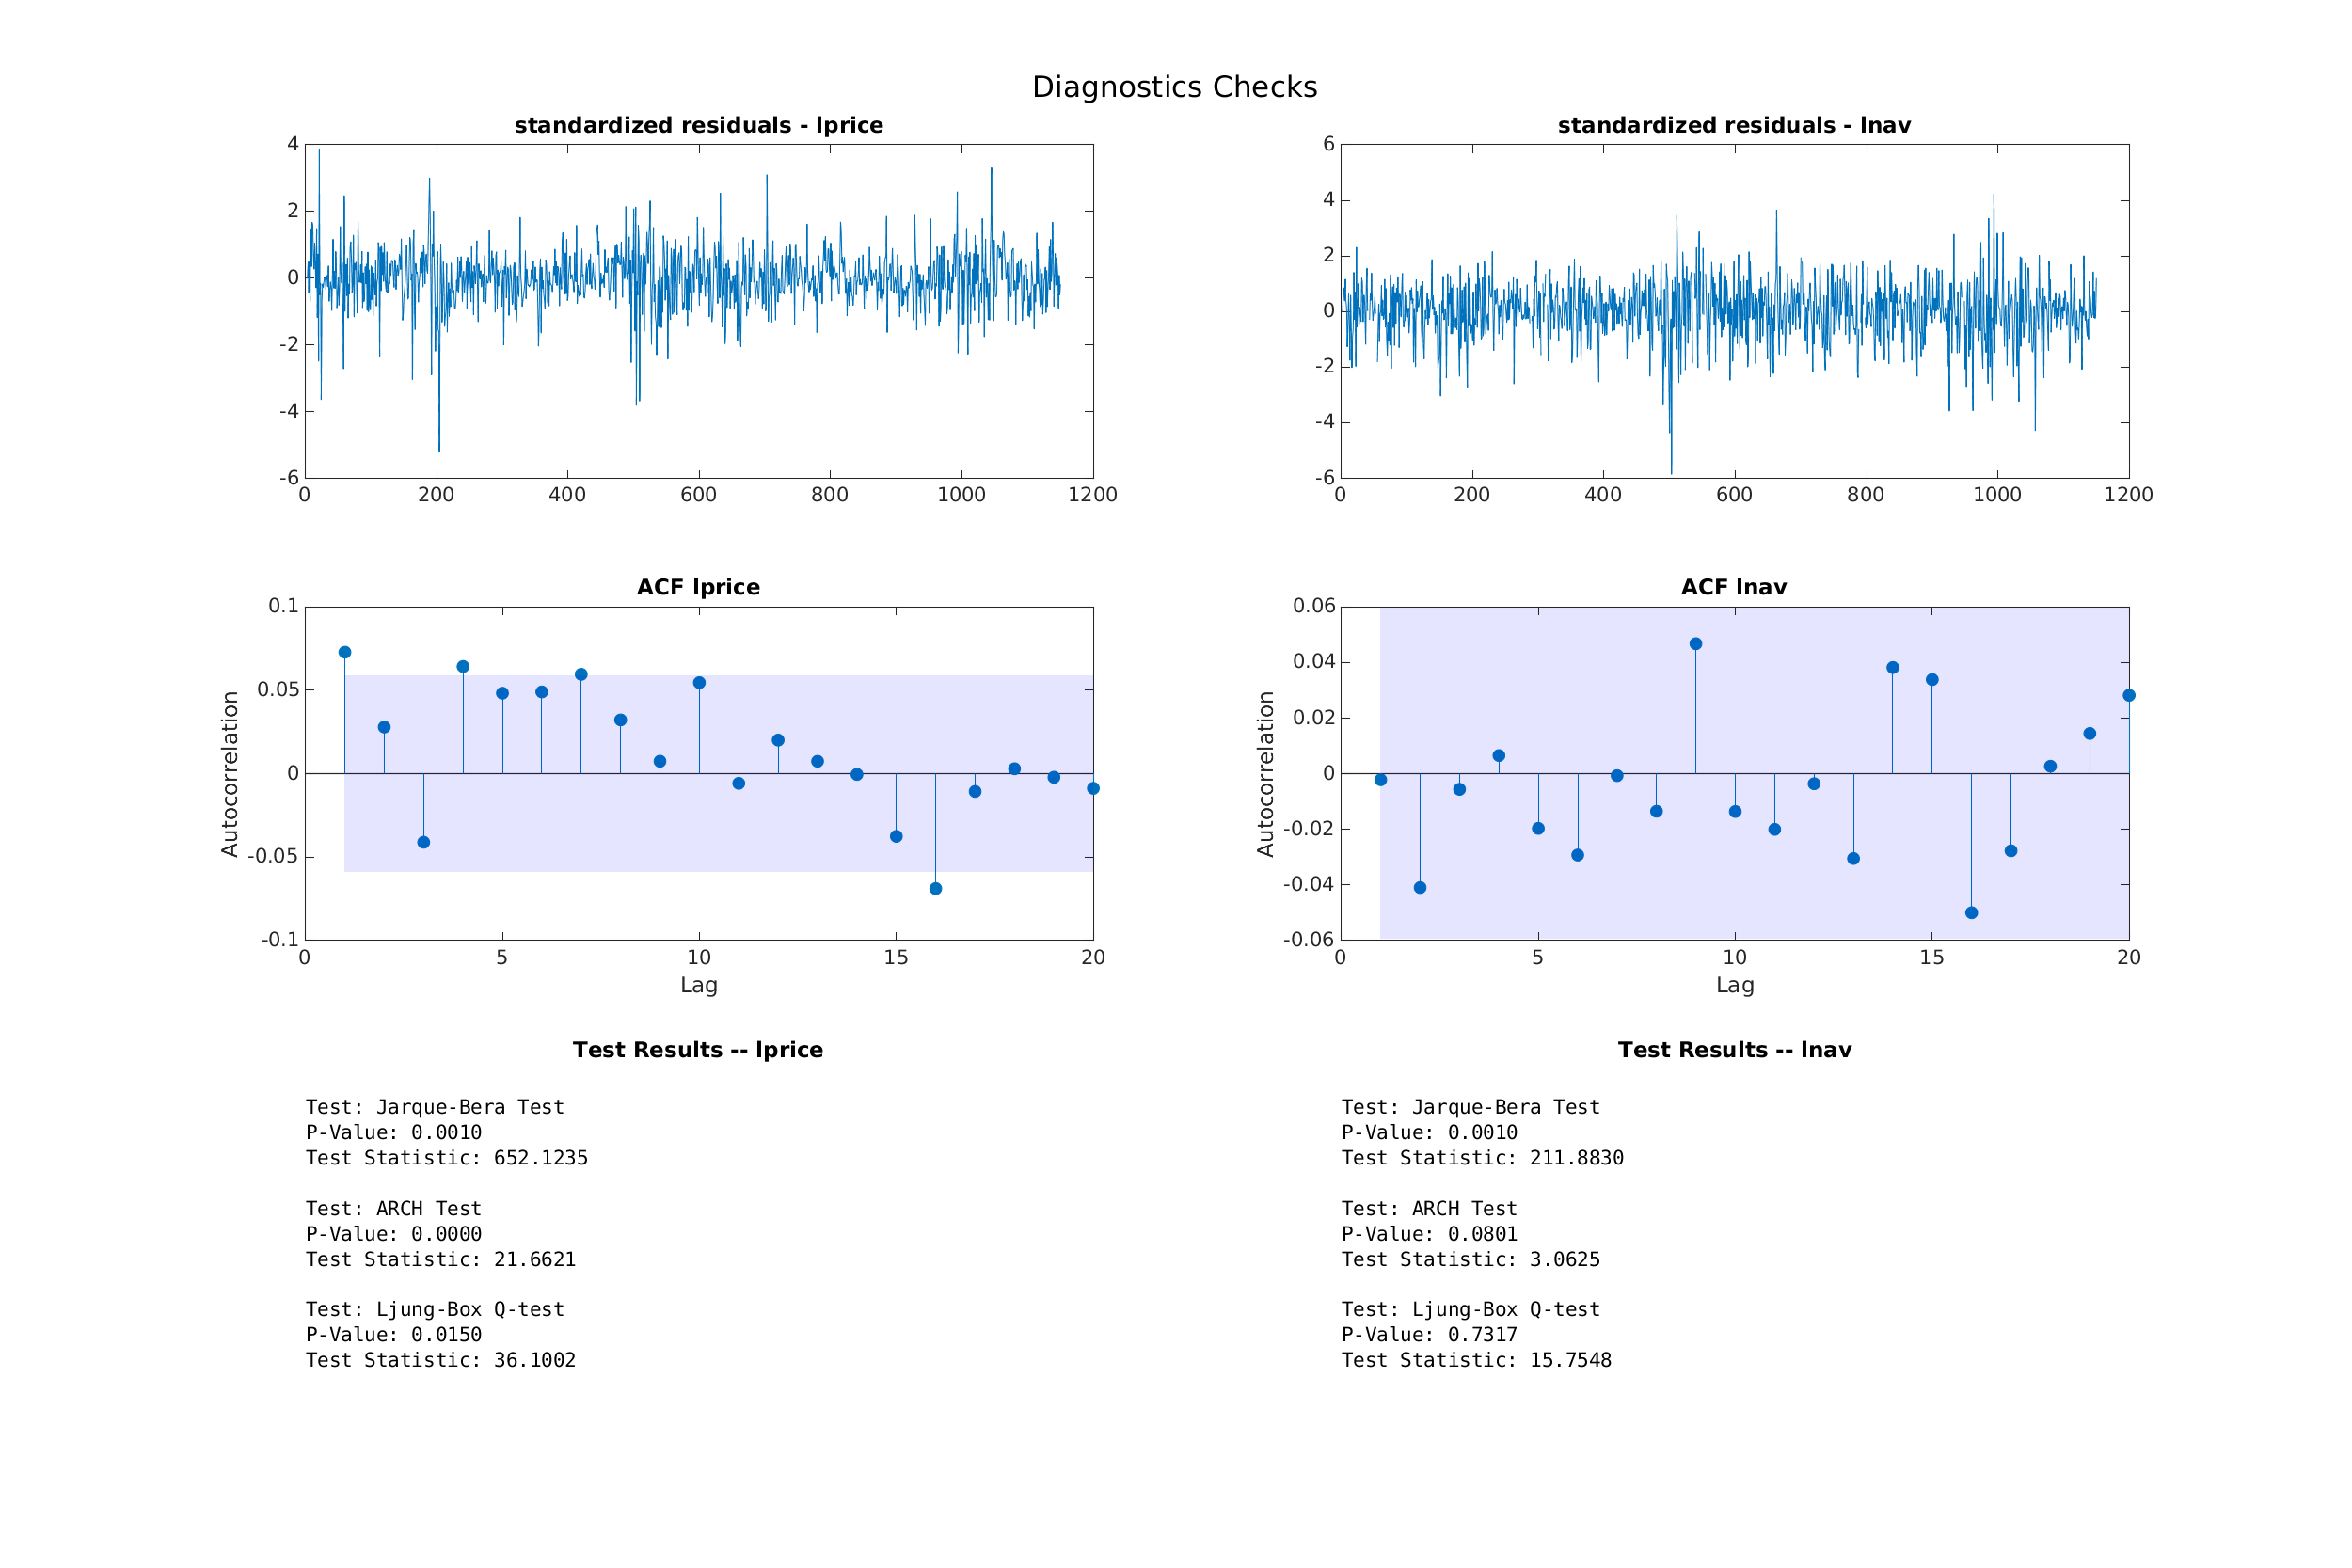 Diagnostics Checks
standardized residuals - lprice
4
2
0
-2
-4
-6
0 200 400 600 800 1000 1200
standardized residuals - lnav
6
4
2
0
-2
-4
-6
0 200 400 600 800 1000 1200
ACF lprice
0.1
0.05
0
-0.05
-0.1
Autocorrelation
0 5 10 15 20
Lag
ACF lnav
0.06
0.04
0.02
0
-0.02
-0.04
-0.06
Autocorrelation
0 5 10 15 20
Lag
Test Results -- lprice
Test: Jarque-Bera Test
P-Value: 0.0010
Test Statistic: 652.1235
Test: ARCH Test
P-Value: 0.0000
Test Statistic: 21.6621
Test: Ljung-Box Q-test
P-Value: 0.0150
Test Statistic: 36.1002
Test Results -- lnav
Test: Jarque-Bera Test
P-Value: 0.0010
Test Statistic: 211.8830
Test: ARCH Test
P-Value: 0.0801
Test Statistic: 3.0625
Test: Ljung-Box Q-test
P-Value: 0.7317
Test Statistic: 15.7548